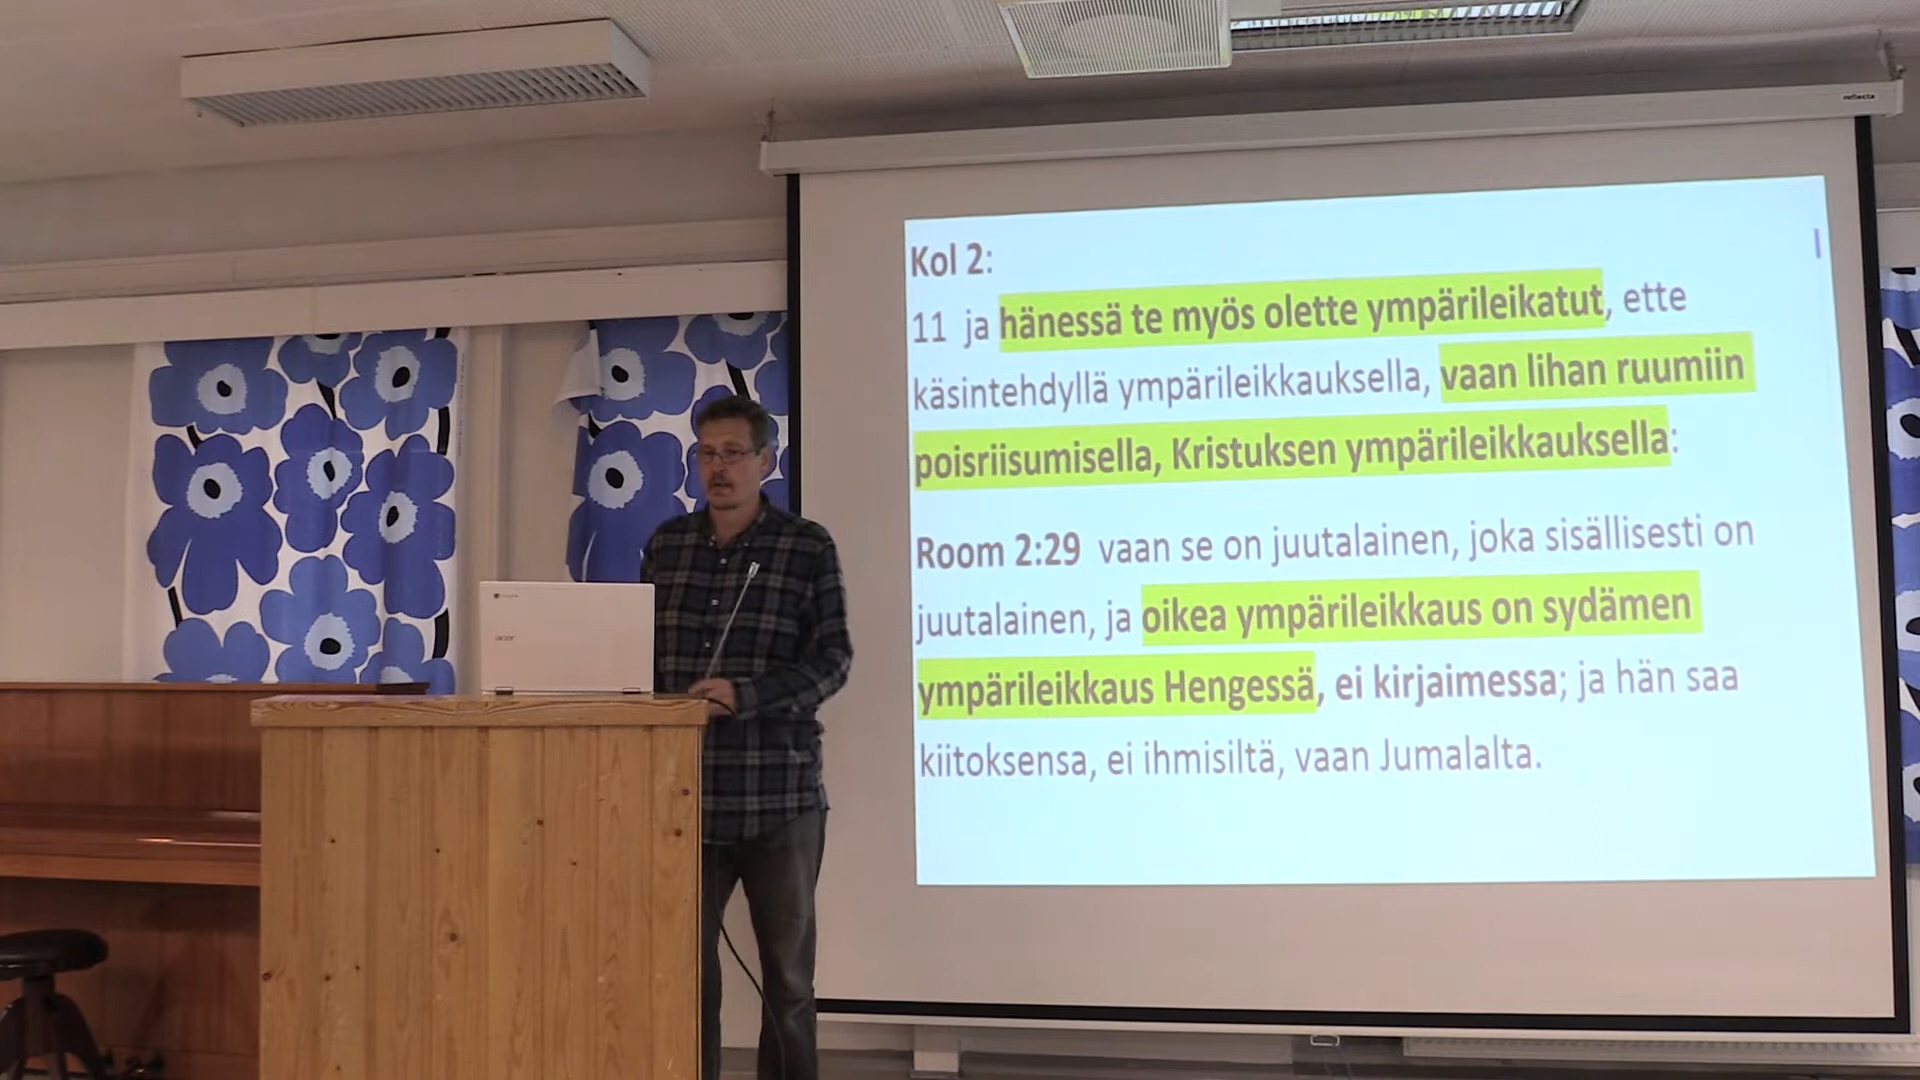 reflecta
Kol 2:
11 ja hänessä te myös olette ympärileikatut, ette
käsintehdyllä ympärileikkauksella, vaan lihan ruumiin
poisriisumisella, Kristuksen ympärileikkauksella:
Room 2:29 vaan se on juutalainen, joka sisällisesti on
juutalainen, ja oikea ympärileikkaus on sydämen
ympärileikkaus Hengessä, ei kirjaimessa; ja hän saa
kiitoksensa, ei ihmisiltä, vaan Jumalalta.
acer